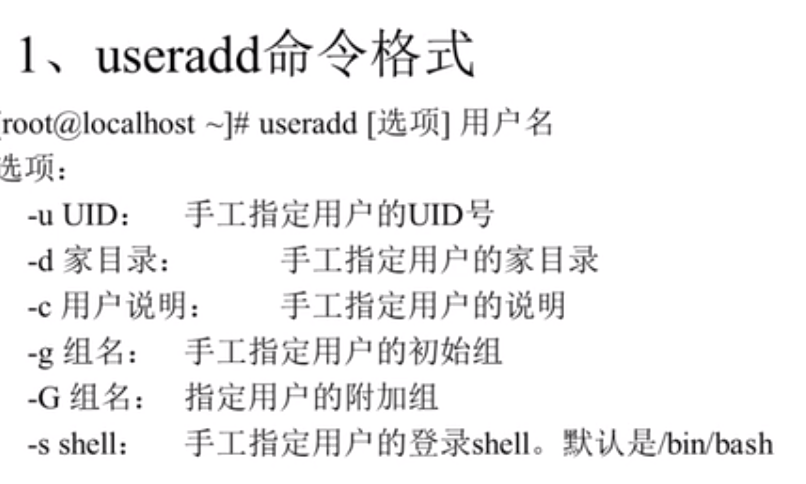 1、useradd命令格式
[root@localhost ~]# useradd [选项] 用户名
选项：
-u UID： 手工指定用户的UID号
-d 家目录： 手工指定用户的家目录
-c 用户说明： 手工指定用户的说明
-g 组名： 手工指定用户的初始组
-G 组名： 指定用户的附加组
-s shell： 手工指定用户的登录shell。默认是/bin/bash